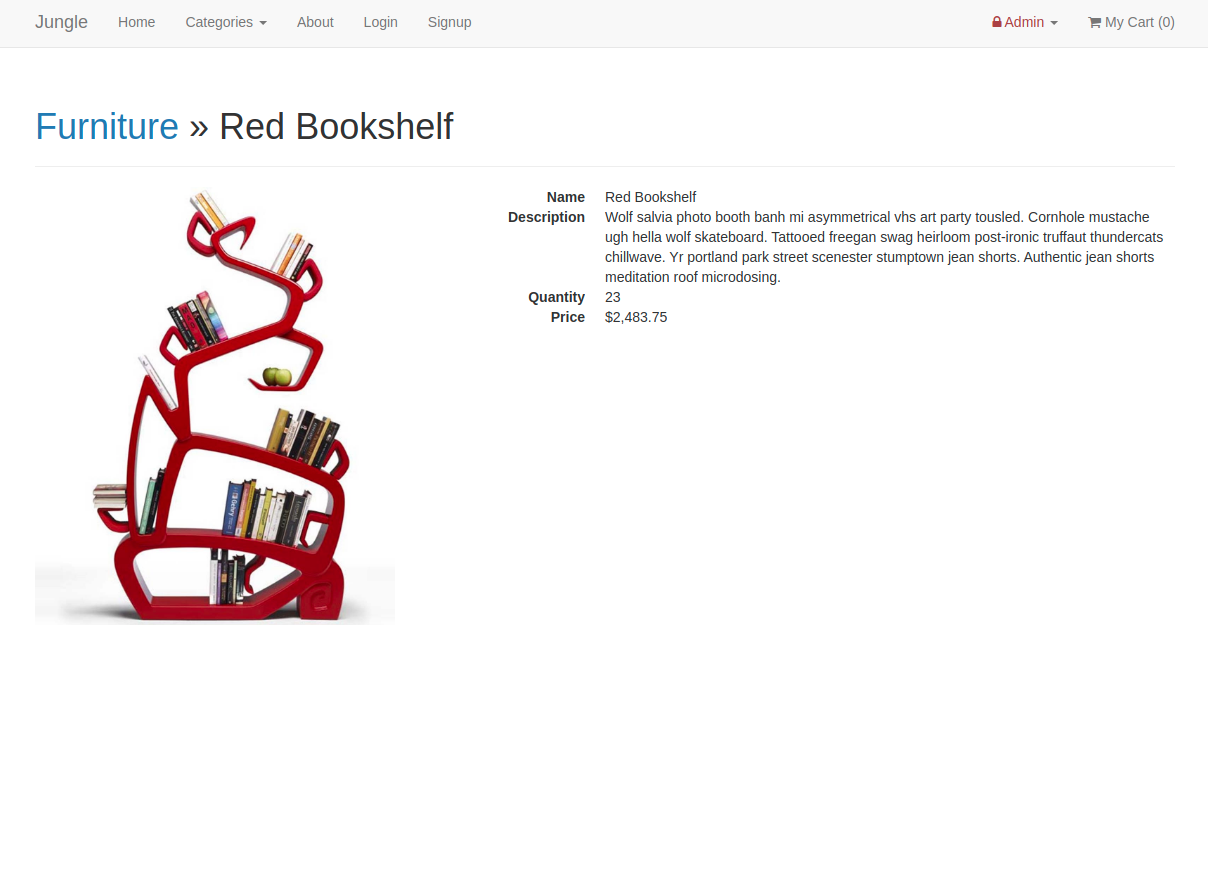 Jungle Home Categories About Login Signup Admin My Cart (0)
Furniture » Red Bookshelf
Name Red Bookshelf
Description Wolf salvia photo booth banh mi asymmetrical vhs art party tousled. Cornhole mustache
ugh hella wolf skateboard. Tattooed freegan swag heirloom post-ironic truffaut thundercats
chillwave. Yr portland park street scenester stumptown jean shorts. Authentic jean shorts
meditation roof microdosing.
Quantity 23
Price $2,483.75